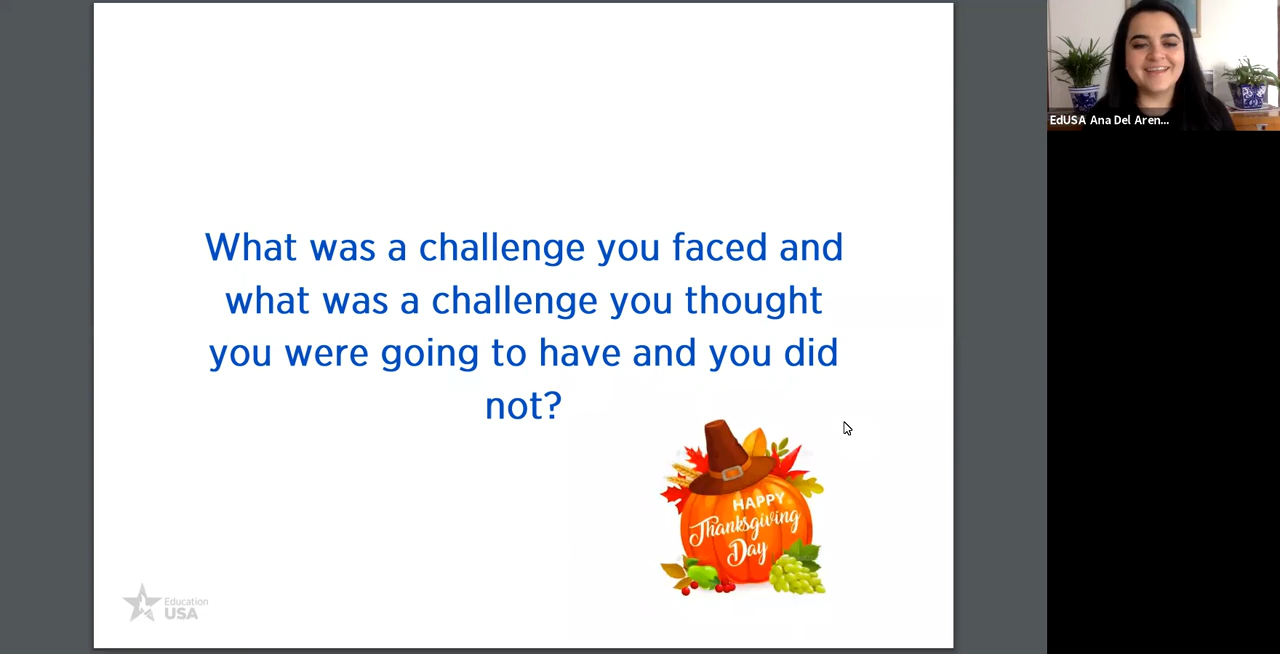 What was a challenge you faced and
what was a challenge you thought
you were going to have and you did
not?
HAPPY
Thanksgiving
Day
Education
USA
EdUSA Ana Del Aren...